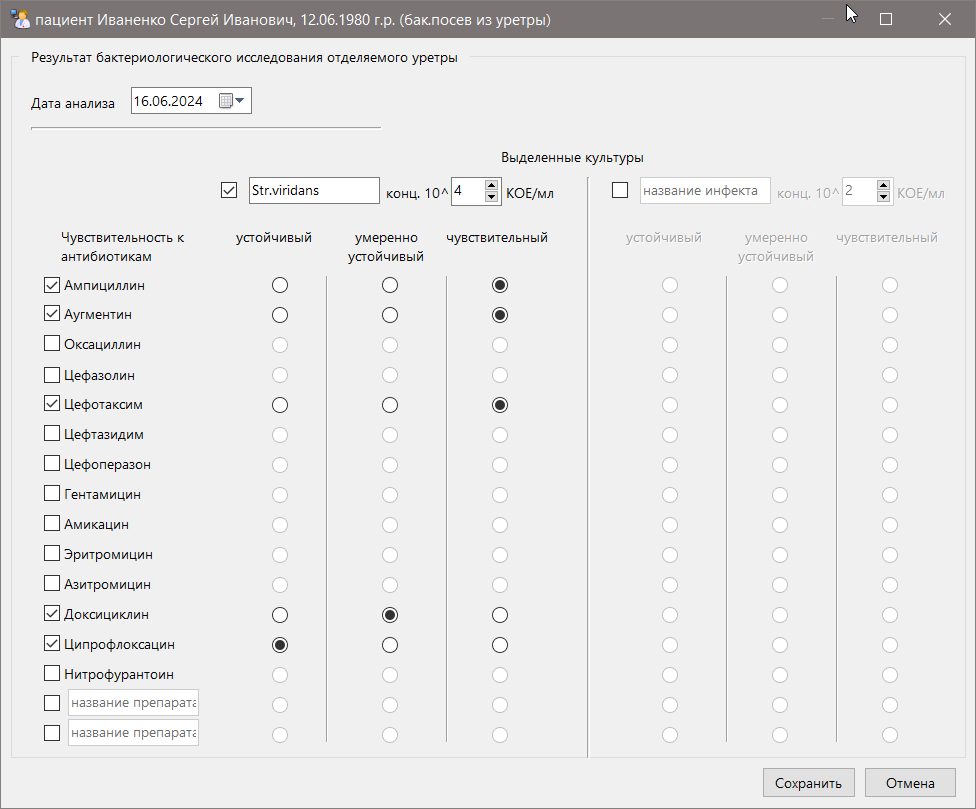 пациент Иваненко Сергей Иванович, 12.06.1980 г.р. (бак.посев из уретры)
Результат бактериологического исследования отделяемого уретры
Дата анализа 16.06.2024
Выделенные культуры
Str.viridans конц. 10^ 4 КОЕ/мл название инфекта конц. 10^ 2 КОЕ/мл
Чувствительность к устойчивый умеренно чувствительный устойчивый умеренно чувствительный
антибиотикам устойчивый устойчивый
Ампициллин
Аугментин
Оксациллин
Цефазолин
Цефотаксим
Цефтазидим
Цефоперазон
Гентамицин
Амикацин
Эритромицин
Азитромицин
Доксициклин
Ципрофлоксацин
Нитрофурантоин
название препарата
название препарата
Сохранить Отмена